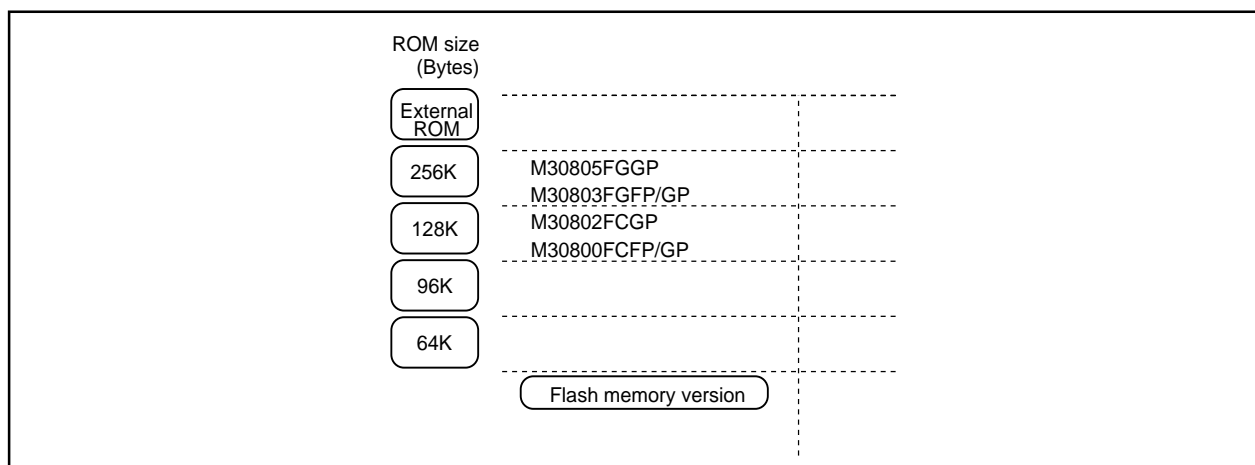 ROM size
(Bytes)
External
ROM
256K
M30805FGGP
M30803FGFP/GP
128K
M30802FCGP
M30800FCFP/GP
96K
64K
Flash memory version